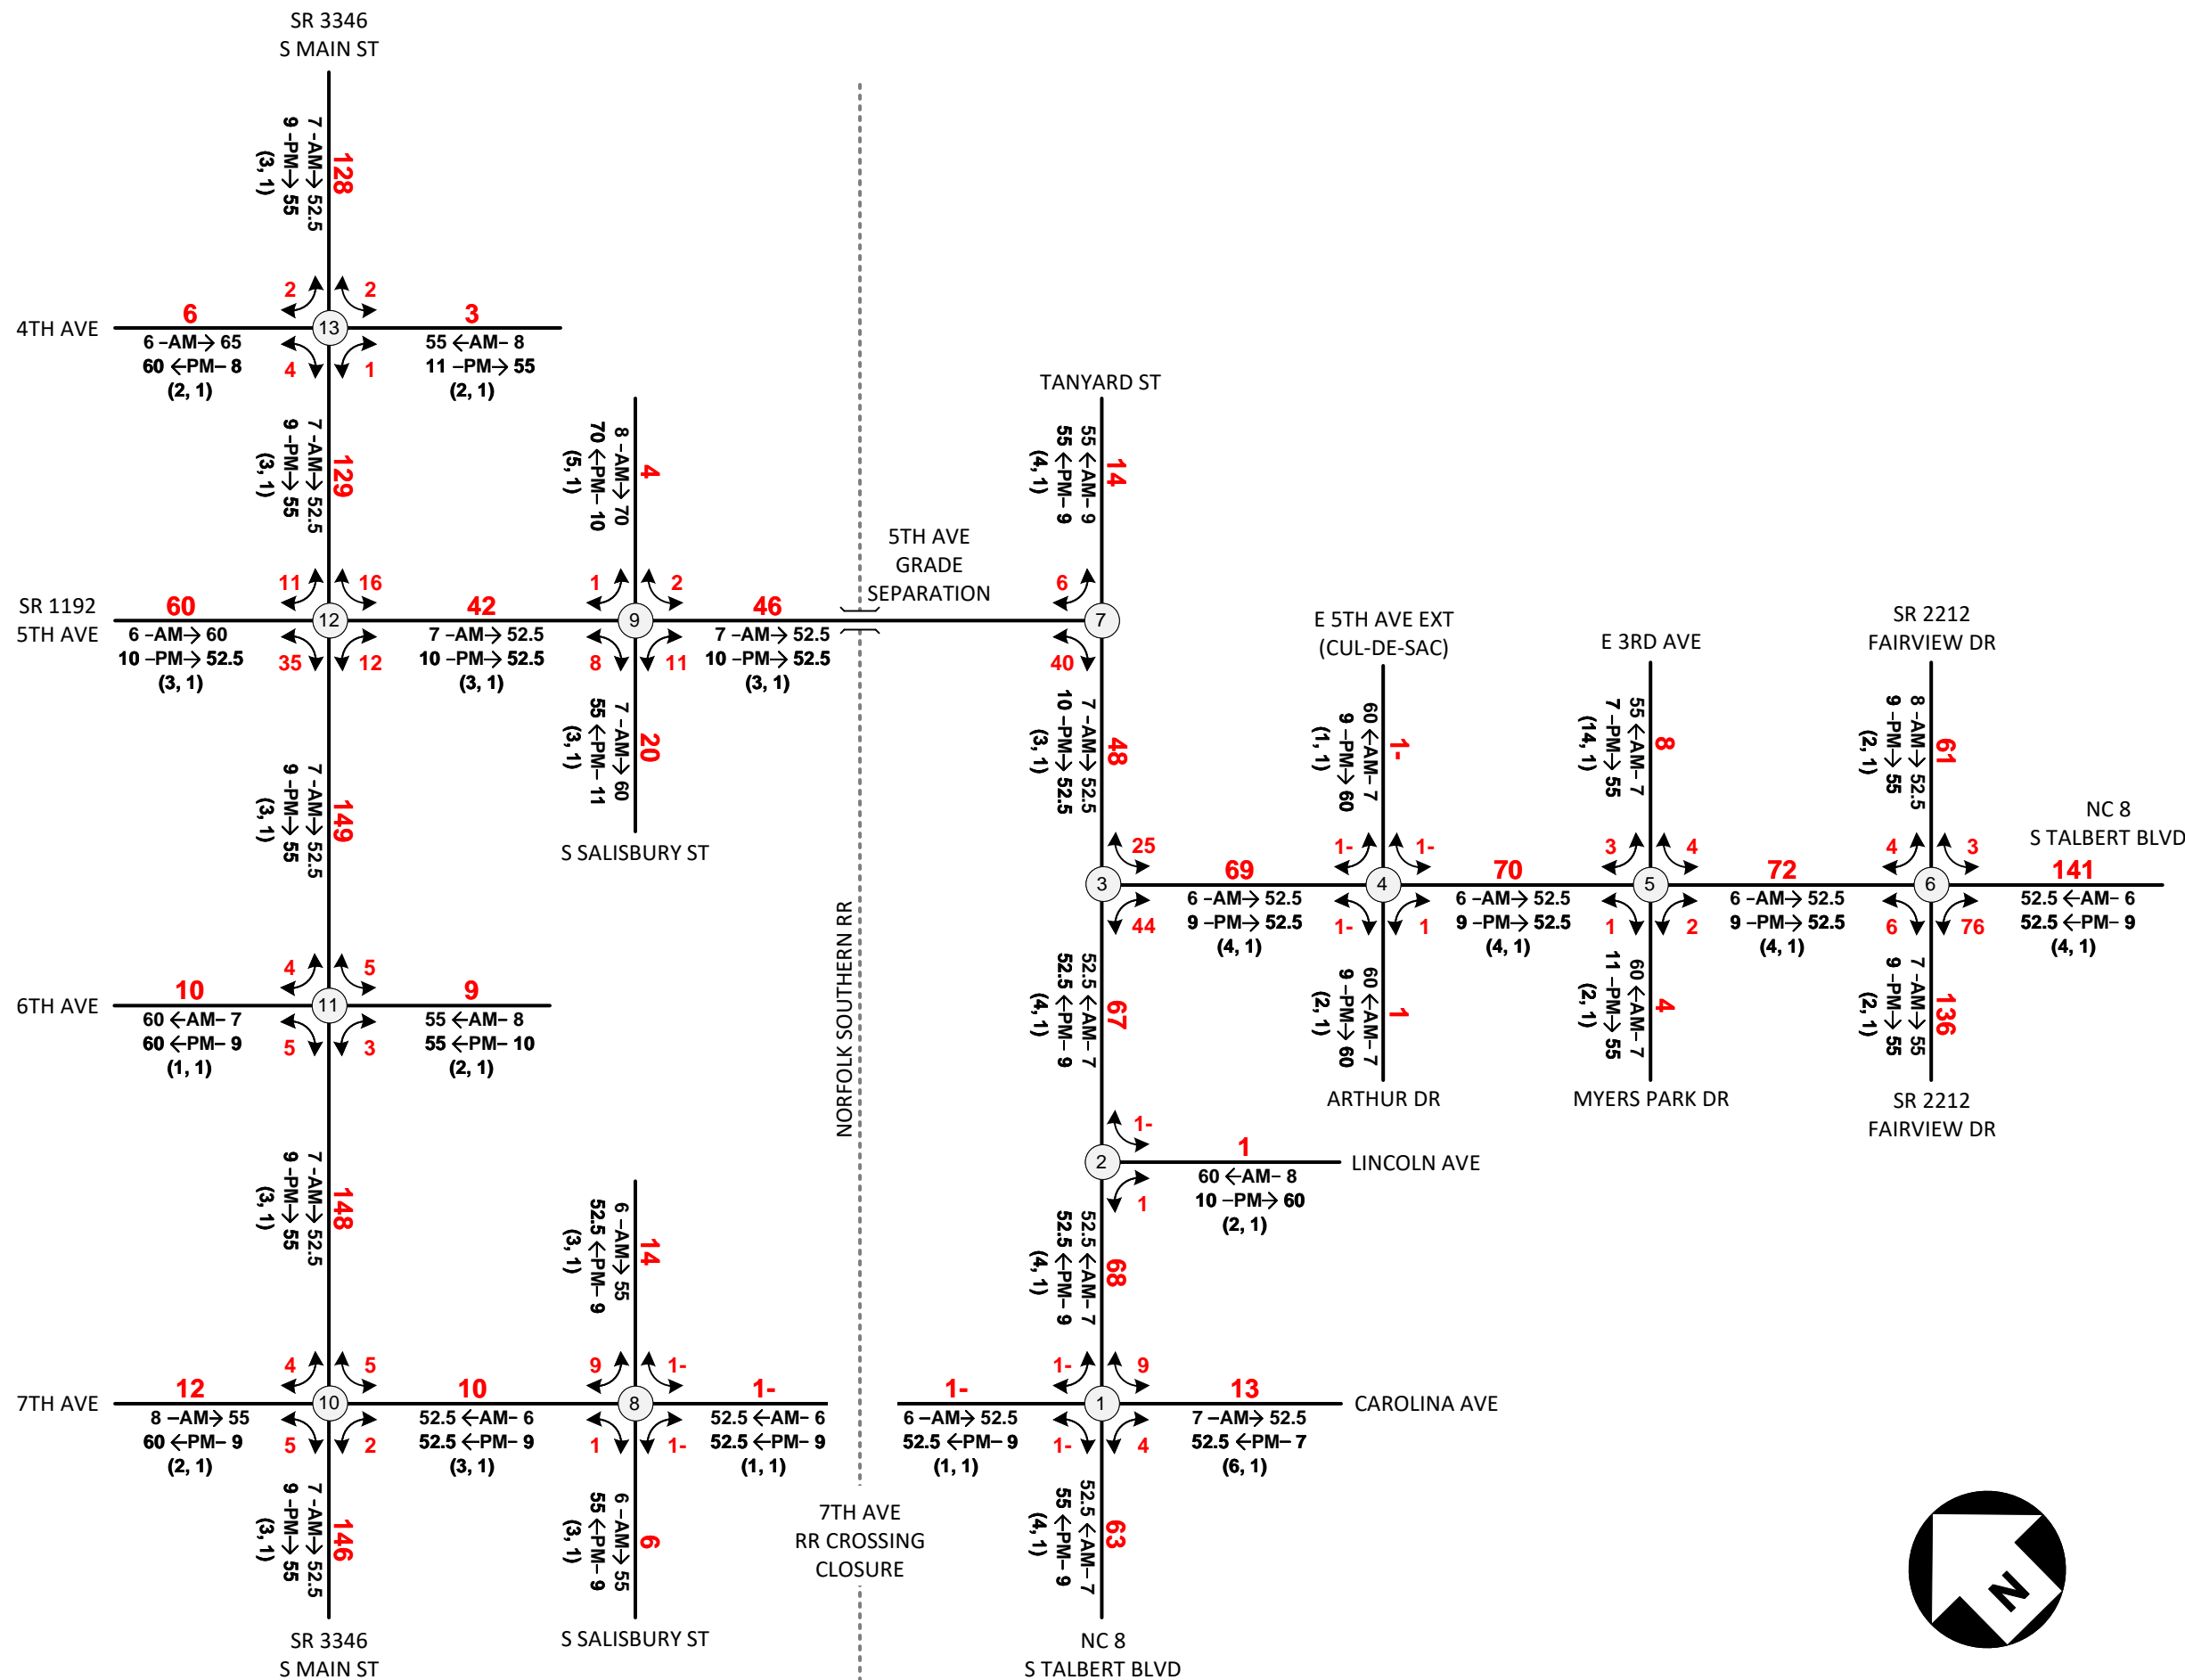 SR 3346
S MAIN ST
128
7 –AM→ 52.5
9 –PM→ 55
(3, 1)
2
2
4TH AVE
6
6 –AM→ 65
60 ←PM– 8
(2, 1)
13
3
55 ←AM– 8
11 –PM→ 55
(2, 1)
4
1
129
7 –AM→ 52.5
9 –PM→ 55
(3, 1)
4
8 –AM→ 70
70 ←PM– 10
(5, 1)
11
16
SR 1192
5TH AVE
60
6 –AM→ 60
10 –PM→ 52.5
(3, 1)
12
35
12
42
7 –AM→ 52.5
10 –PM→ 52.5
(3, 1)
1
2
9
8
11
46
7 –AM→ 52.5
10 –PM→ 52.5
(3, 1)
5TH AVE
GRADE
SEPARATION
20
7 –AM→ 60
55 ←PM– 11
(3, 1)
S SALISBURY ST
149
7 –AM→ 52.5
9 –PM→ 55
(3, 1)
4
5
6TH AVE
10
60 ←AM– 7
60 ←PM– 9
(1, 1)
11
9
55 ←AM– 8
55 ←PM– 10
(2, 1)
5
3
148
7 –AM→ 52.5
9 –PM→ 55
(3, 1)
14
6 –AM→ 55
52.5 ←PM– 9
(3, 1)
4
5
7TH AVE
12
8 –AM→ 55
60 ←PM– 9
(2, 1)
10
5
2
10
52.5 ←AM– 6
52.5 ←PM– 9
(3, 1)
9
1-
8
1
1-
1-
52.5 ←AM– 6
52.5 ←PM– 9
(1, 1)
146
7 –AM→ 52.5
9 –PM→ 55
(3, 1)
SR 3346
S MAIN ST
6
6 –AM→ 55
55 ←PM– 9
(3, 1)
S SALISBURY ST
NORFOLK SOUTHERN RR
7TH AVE
RR CROSSING
CLOSURE
TANYARD ST
14
55 ←AM– 9
55 ←PM– 9
(4, 1)
6
7
40
48
7 –AM→ 52.5
10 –PM→ 52.5
(3, 1)
25
3
44
69
6 –AM→ 52.5
9 –PM→ 52.5
(4, 1)
E 5TH AVE EXT
(CUL-DE-SAC)
1-
60 ←AM– 7
9 –PM→ 60
(1, 1)
1-
1-
4
1-
1
1
60 ←AM– 7
9 –PM→ 60
(2, 1)
ARTHUR DR
70
6 –AM→ 52.5
9 –PM→ 52.5
(4, 1)
E 3RD AVE
8
55 ←AM– 7
7 –PM→ 55
(14, 1)
3
4
5
1
2
4
60 ←AM– 7
11 –PM→ 55
(2, 1)
MYERS PARK DR
72
6 –AM→ 52.5
9 –PM→ 52.5
(4, 1)
SR 2212
FAIRVIEW DR
61
8 –AM→ 52.5
9 –PM→ 55
(2, 1)
4
3
6
6
76
NC 8
S TALBERT BLVD
141
52.5 ←AM– 6
52.5 ←PM– 9
(4, 1)
136
7 –AM→ 55
9 –PM→ 55
(2, 1)
SR 2212
FAIRVIEW DR
67
52.5 ←AM– 7
52.5 ←PM– 9
(4, 1)
1-
2
1
1
60 ←AM– 8
10 –PM→ 60
(2, 1)
LINCOLN AVE
68
52.5 ←AM– 7
52.5 ←PM– 9
(4, 1)
1-
9
1-
6 –AM→ 52.5
52.5 ←PM– 9
(1, 1)
1
1-
4
13
7 –AM→ 52.5
52.5 ←PM– 7
(6, 1)
CAROLINA AVE
63
52.5 ←AM– 7
55 ←PM– 9
(4, 1)
NC 8
S TALBERT BLVD
N